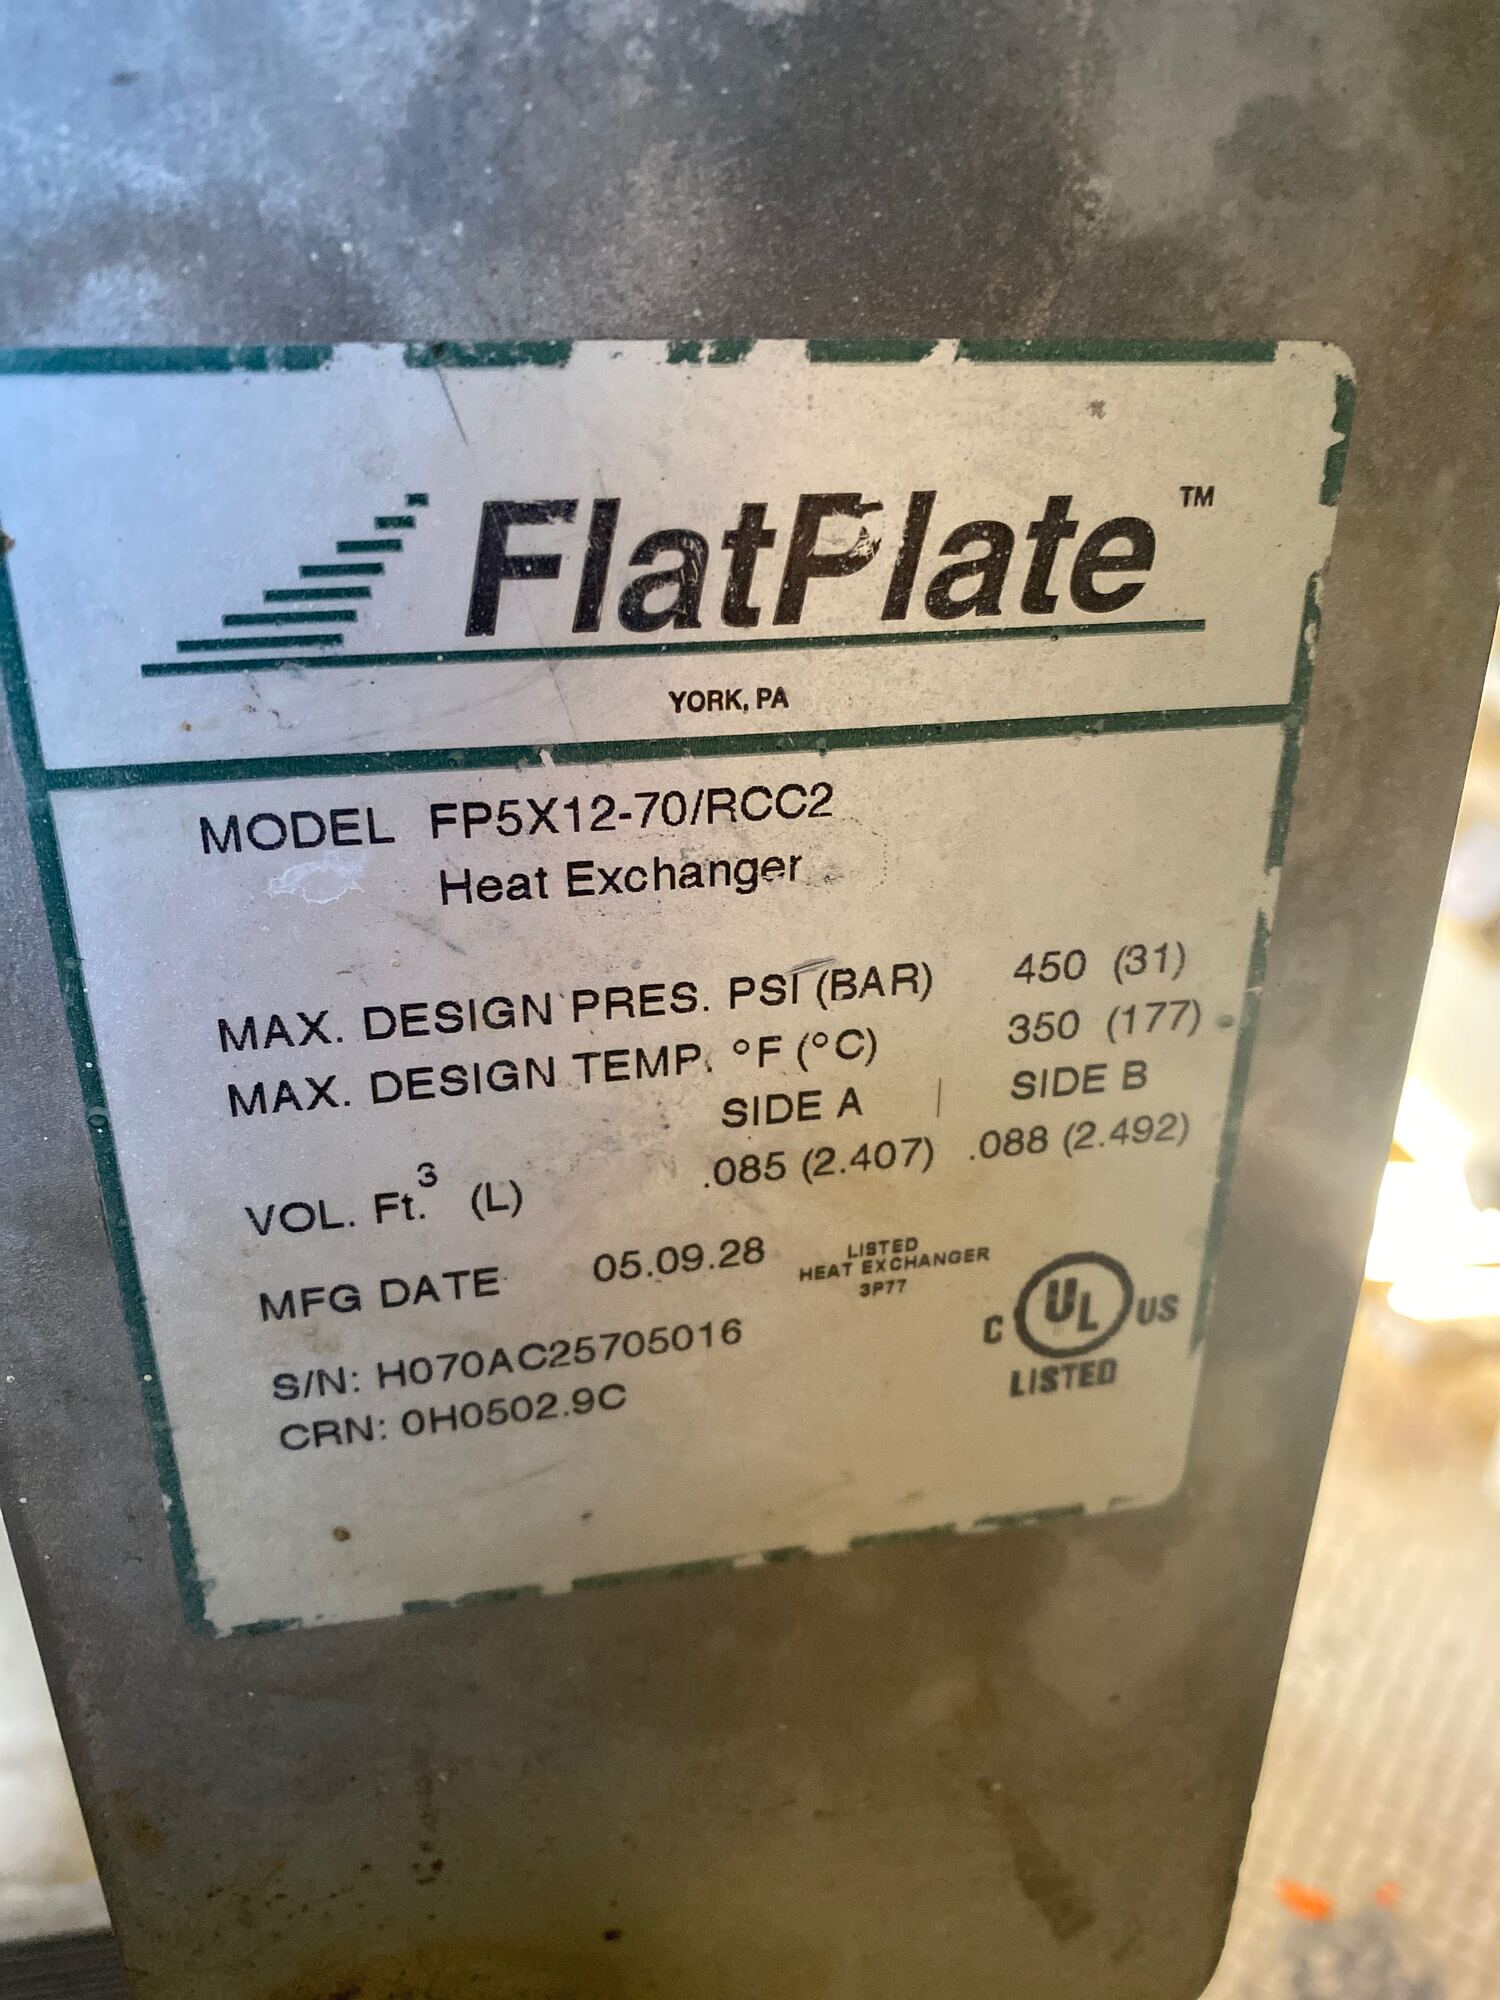 FlatPlate™
YORK, PA
MODEL FP5X12-70/RCC2
Heat Exchanger
MAX. DESIGN PRES. PSI (BAR) 450 (31)
MAX. DESIGN TEMP. °F (°C) 350 (177)
SIDE A | SIDE B
VOL. Ft.³ (L) .085 (2.407) .088 (2.492)
MFG DATE 05.09.28
LISTED
HEAT EXCHANGER
3P77
C UL US
LISTED
S/N: H070AC25705016
CRN: 0H0502.9C